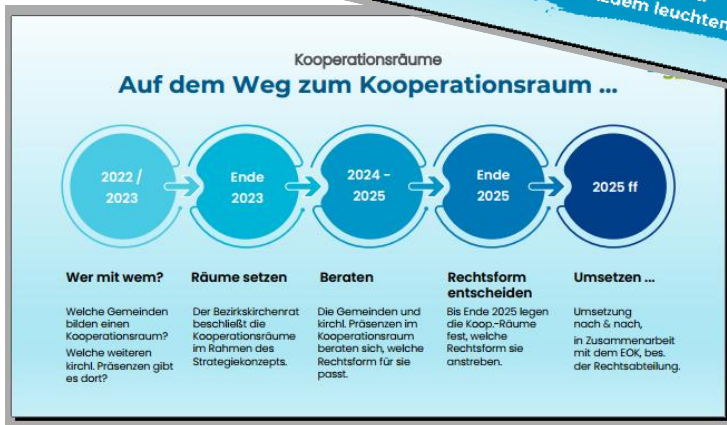 leuchten
Kooperationsräume
Auf dem Weg zum Kooperationsraum ...
2022 /
2023
Ende
2023
2024 -
2025
Ende
2025
2025 ff
Wer mit wem?
Welche Gemeinden
bilden einen
Kooperationsraum?
Welche weiteren
kirchl. Präsenzen gibt
es dort?
Räume setzen
Der Bezirkskirchenrat
beschließt die
Kooperationsräume
im Rahmen des
Strategiekonzepts.
Beraten
Die Gemeinden und
kirchl. Präsenzen im
Kooperationsraum
beraten sich, welche
Rechtsform für sie
passt.
Rechtsform
entscheiden
Bis Ende 2025 legen
die Koop.-Räume
fest, welche
Rechtsform sie
anstreben.
Umsetzen ...
Umsetzung
nach & nach,
in Zusammenarbeit
mit dem EOK, bes.
der Rechtsabteilung.